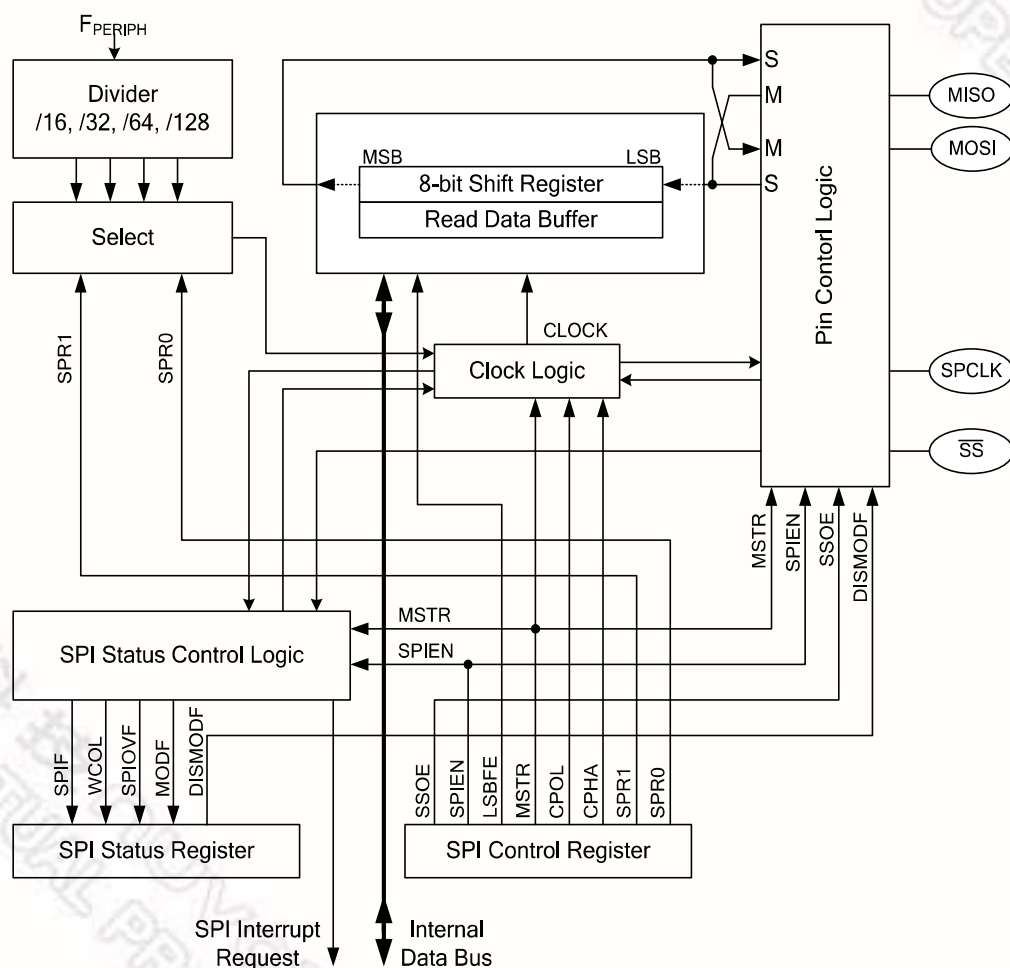 FPERIPH
Divider
/16, /32, /64, /128
Select
SPR1
SPR0
MSB
LSB
8-bit Shift Register
Read Data Buffer
S
M
M
S
Pin Contorl Logic
MISO
MOSI
SPCLK
SS
CLOCK
Clock Logic
MSTR
SPIEN
SSOE
DISMODF
MSTR
SPIEN
SPI Status Control Logic
SPIF
WCOL
SPIOVF
MODF
DISMODF
SSOE
SPIEN
LSBFE
MSTR
CPOL
CPHA
SPR1
SPR0
SPI Status Register
SPI Control Register
SPI Interrupt
Request
Internal
Data Bus